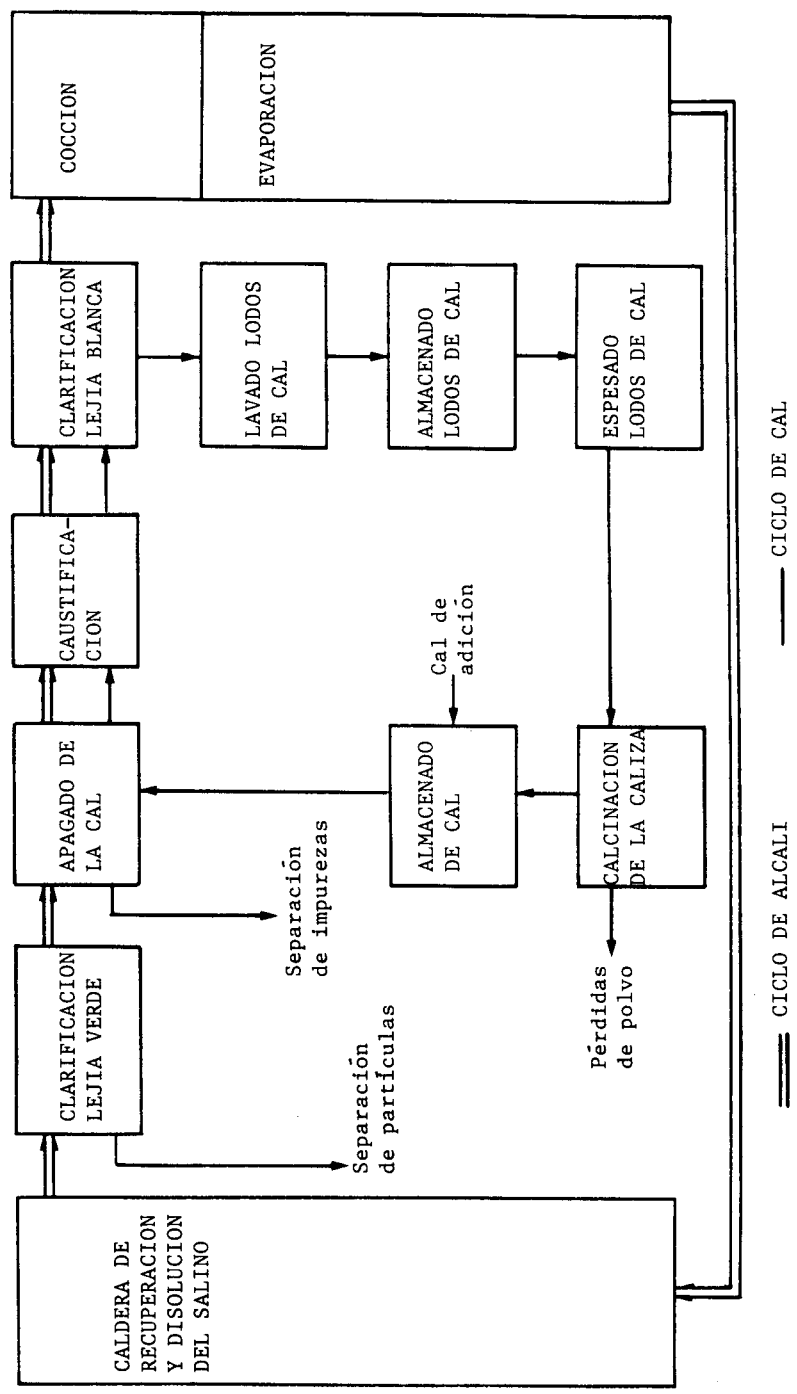 CALDERA DE
RECUPERACION
Y DISOLUCION
DEL SALINO
CLARIFICACION
LEJIA VERDE
Separación
de partículas
APAGADO DE
LA CAL
Separación
de impurezas
CAUSTIFICA-
CION
CLARIFICACION
LEJIA BLANCA
COCCION
EVAPORACION
LAVADO LODOS
DE CAL
ALMACENADO
LODOS DE CAL
ESPESADO
LODOS DE CAL
Cal de
adición
ALMACENADO
DE CAL
CALCINACION
DE LA CALIZA
Pérdidas
de polvo
CICLO DE ALCALI
CICLO DE CAL